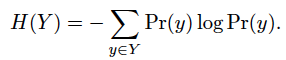 H(Y) = − ∑_{y∈Y} Pr(y) log Pr(y).